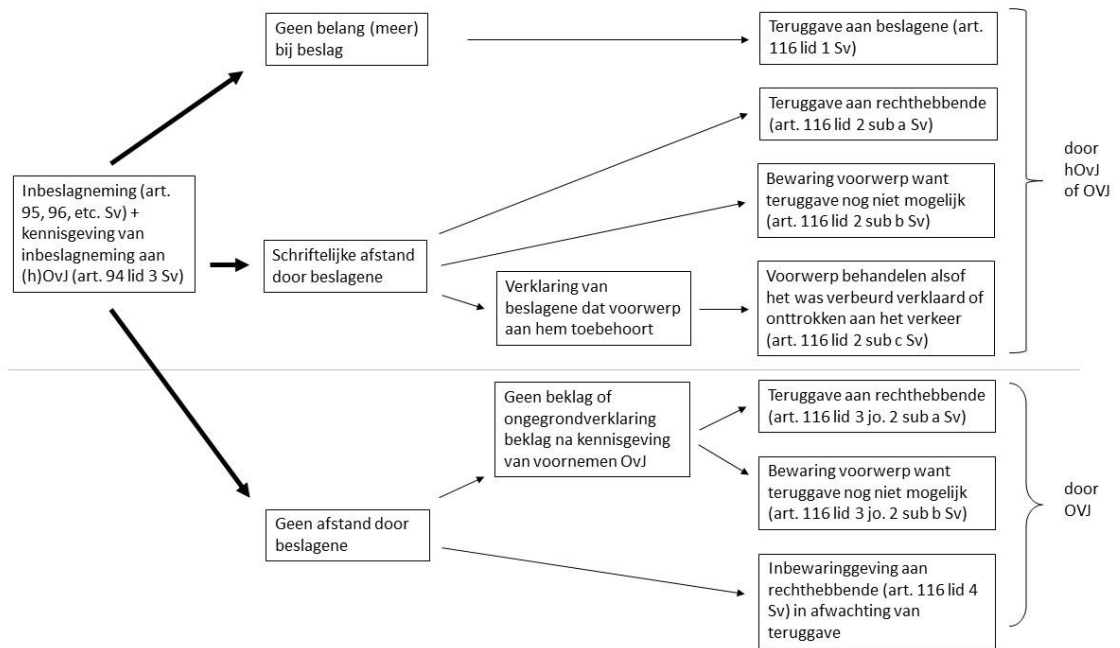 Geen belang (meer)
bij beslag
Teruggave aan beslagene (art.
116 lid 1 Sv)
Teruggave aan rechthebbende
(art. 116 lid 2 sub a Sv)
Inbeslagneming (art.
95, 96, etc. Sv) +
kennisgeving van
inbeslagneming aan
(h)OvJ (art. 94 lid 3 Sv)
Bewaring voorwerp want
teruggave nog niet mogelijk
(art. 116 lid 2 sub b Sv)
door
hOvJ
of OVJ
Schriftelijke afstand
door beslagene
Verklaring van
beslagene dat voorwerp
aan hem toebehoort
Voorwerp behandelen alsof
het was verbeurd verklaard of
onttrokken aan het verkeer
(art. 116 lid 2 sub c Sv)
Geen afstand door
beslagene
Geen beklag of
ongegrondverklaring
beklag na kennisgeving
van voornemen OvJ
Teruggave aan rechthebbende
(art. 116 lid 3 jo. 2 sub a Sv)
Bewaring voorwerp want
teruggave nog niet mogelijk
(art. 116 lid 3 jo. 2 sub b Sv)
Inbewaringgeving aan
rechthebbende (art. 116 lid 4
Sv) in afwachting van
teruggave
door
OVJ